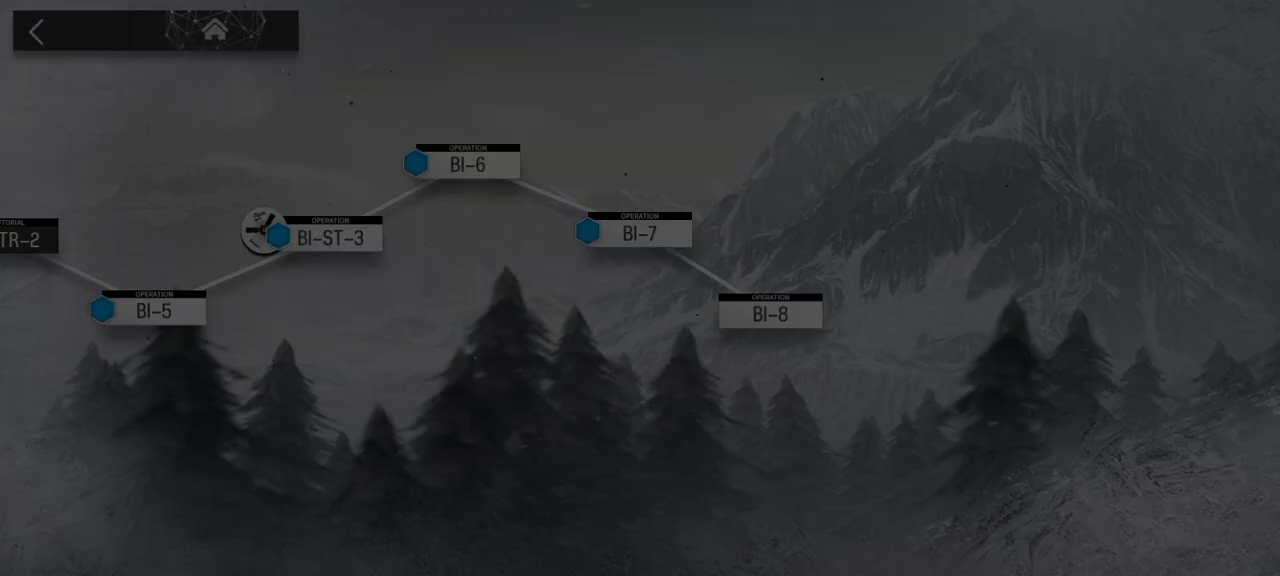 OPERATION
BI-6
OPERATION
BI-7
OPERATION
BI-ST-3
TORIAL
TR-2
OPERATION
BI-5
OPERATION
BI-8